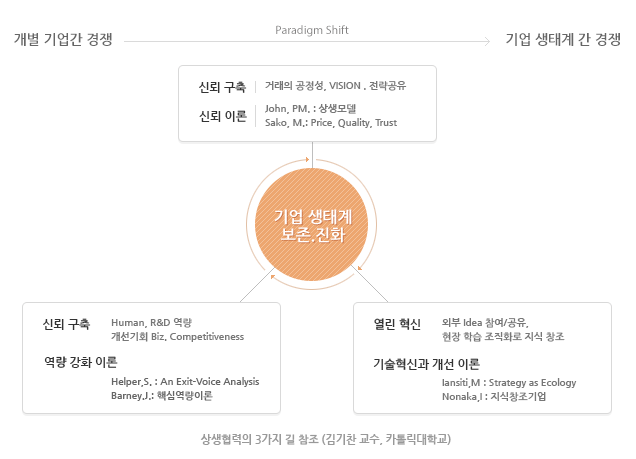 Paradigm Shift
개별 기업간 경쟁
기업 생태계 간 경쟁
신뢰 구축
거래의 공정성, VISION , 전략공유
신뢰 이론
John, PM. : 상생모델
Sako, M.: Price, Quality, Trust
기업 생태계
보존.진화
신뢰 구축
Human, R&D 역량
개선기회 Biz, Competitiveness
역량 강화 이론
Helper,S. : An Exit-Voice Analysis
Barney.J.: 핵심역량이론
열린 혁신
외부 Idea 참여/공유,
현장 학습 조직화로 지식 창조
기술혁신과 개선 이론
Iansiti,M : Strategy as Ecology
Nonaka,I : 지식창조기업
상생협력의 3가지 길 참조 (김기찬 교수, 카톨릭대학교)